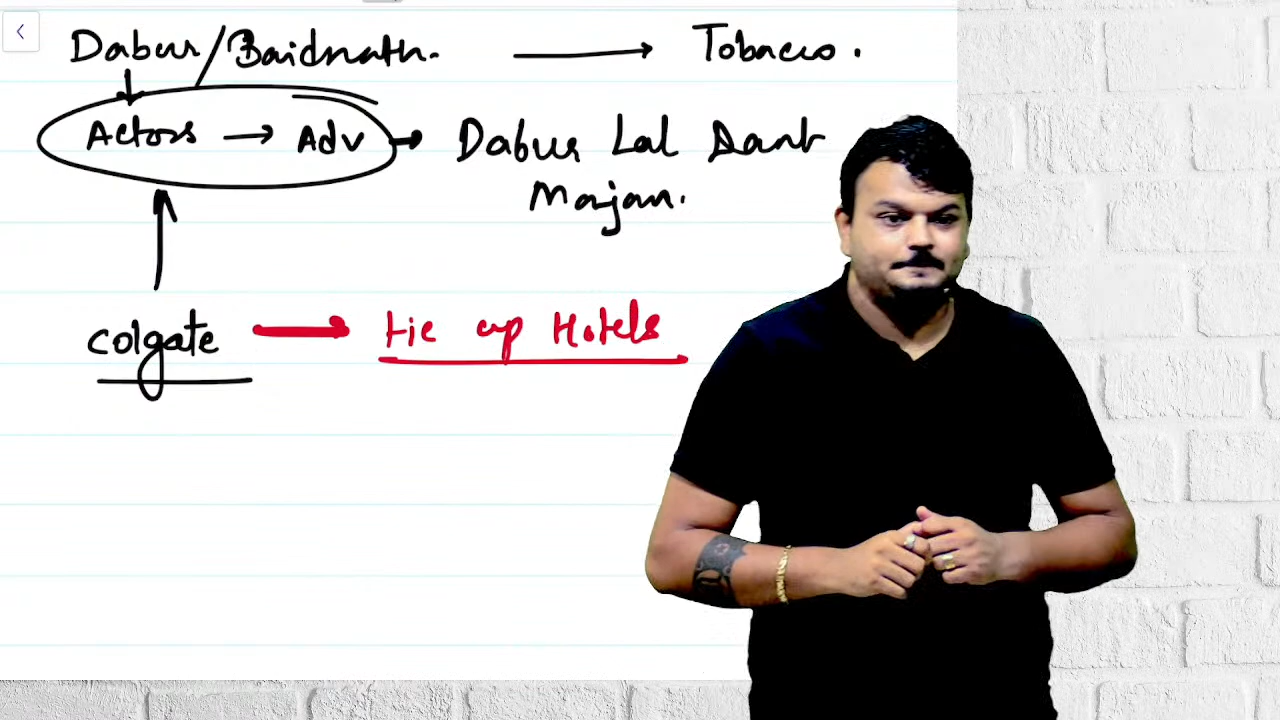 Dabur/Baidnath. → Tobacco.
Actors → Adv → Dabur Lal Dant
Manjan.
colgate → tie up Hotels